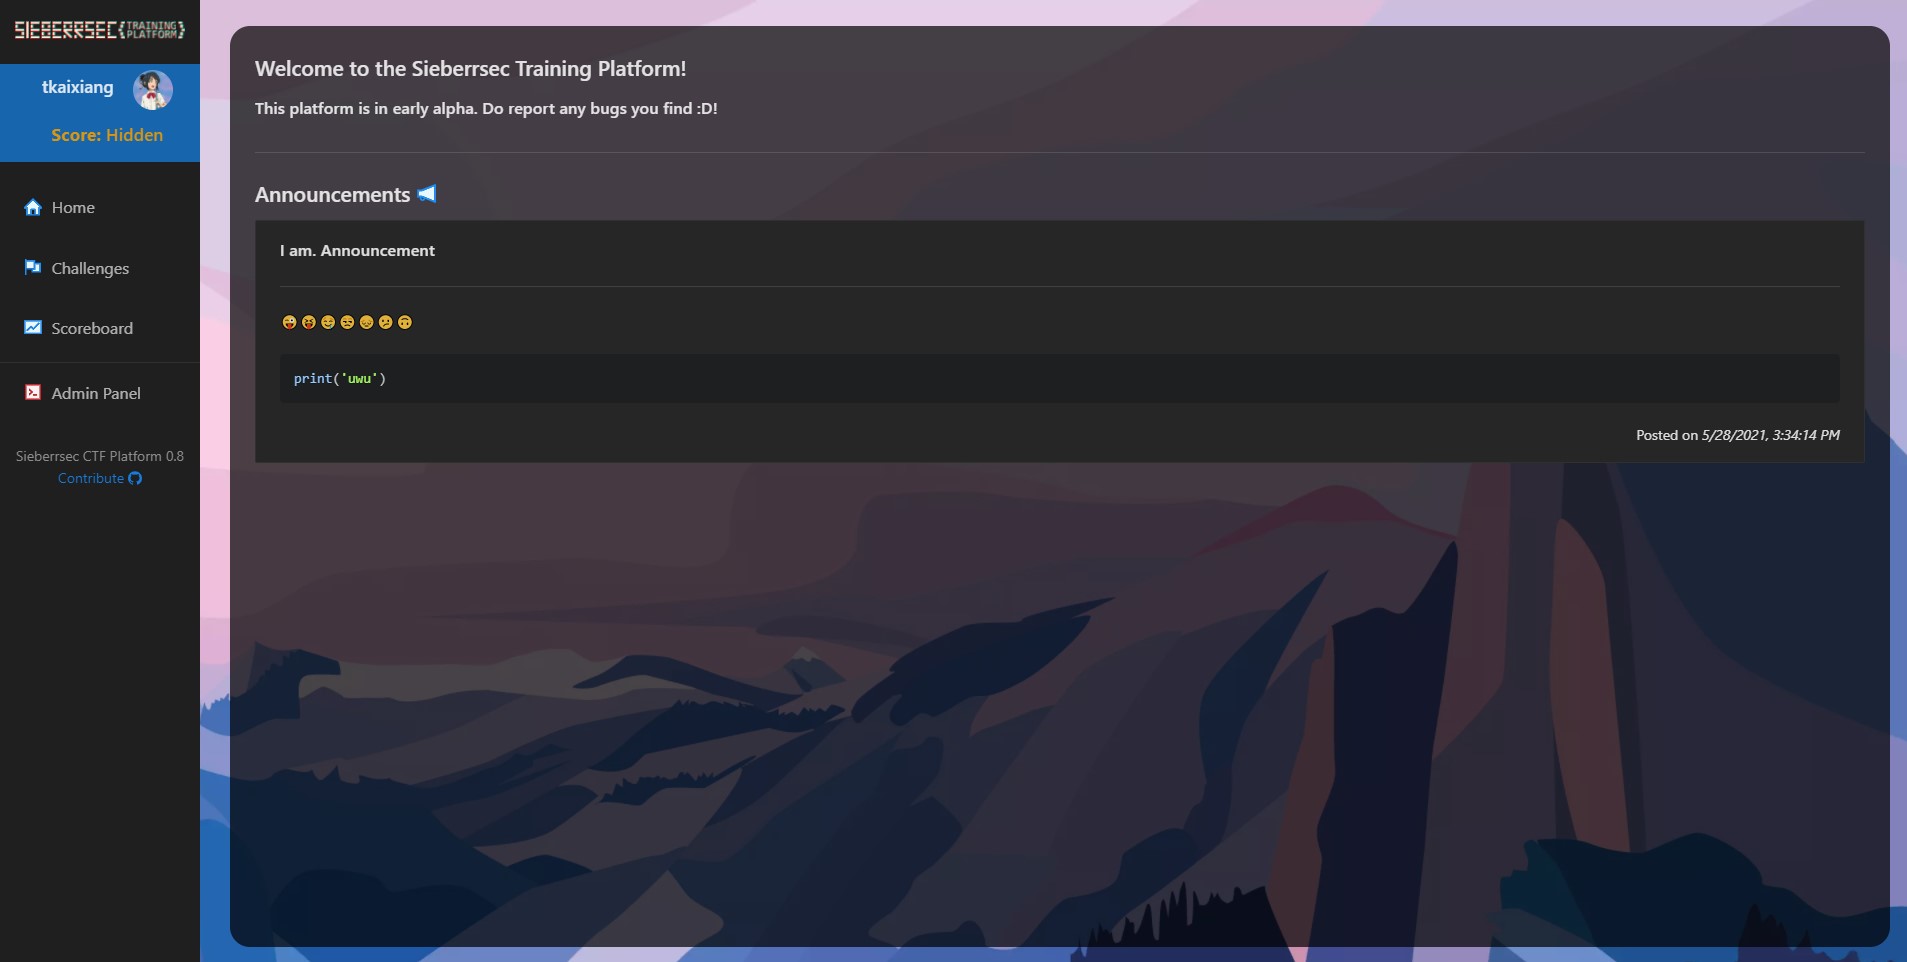 SIEBERRSEC{TRAINING PLATFORM}
tkaixiang
Score: Hidden
Home
Challenges
Scoreboard
Admin Panel
Sieberrsec CTF Platform 0.8
Contribute
Welcome to the Sieberrsec Training Platform!
This platform is in early alpha. Do report any bugs you find :D!
Announcements
I am. Announcement
😜😝😊😒😞😕🙃
print('uwu')
Posted on 5/28/2021, 3:34:14 PM